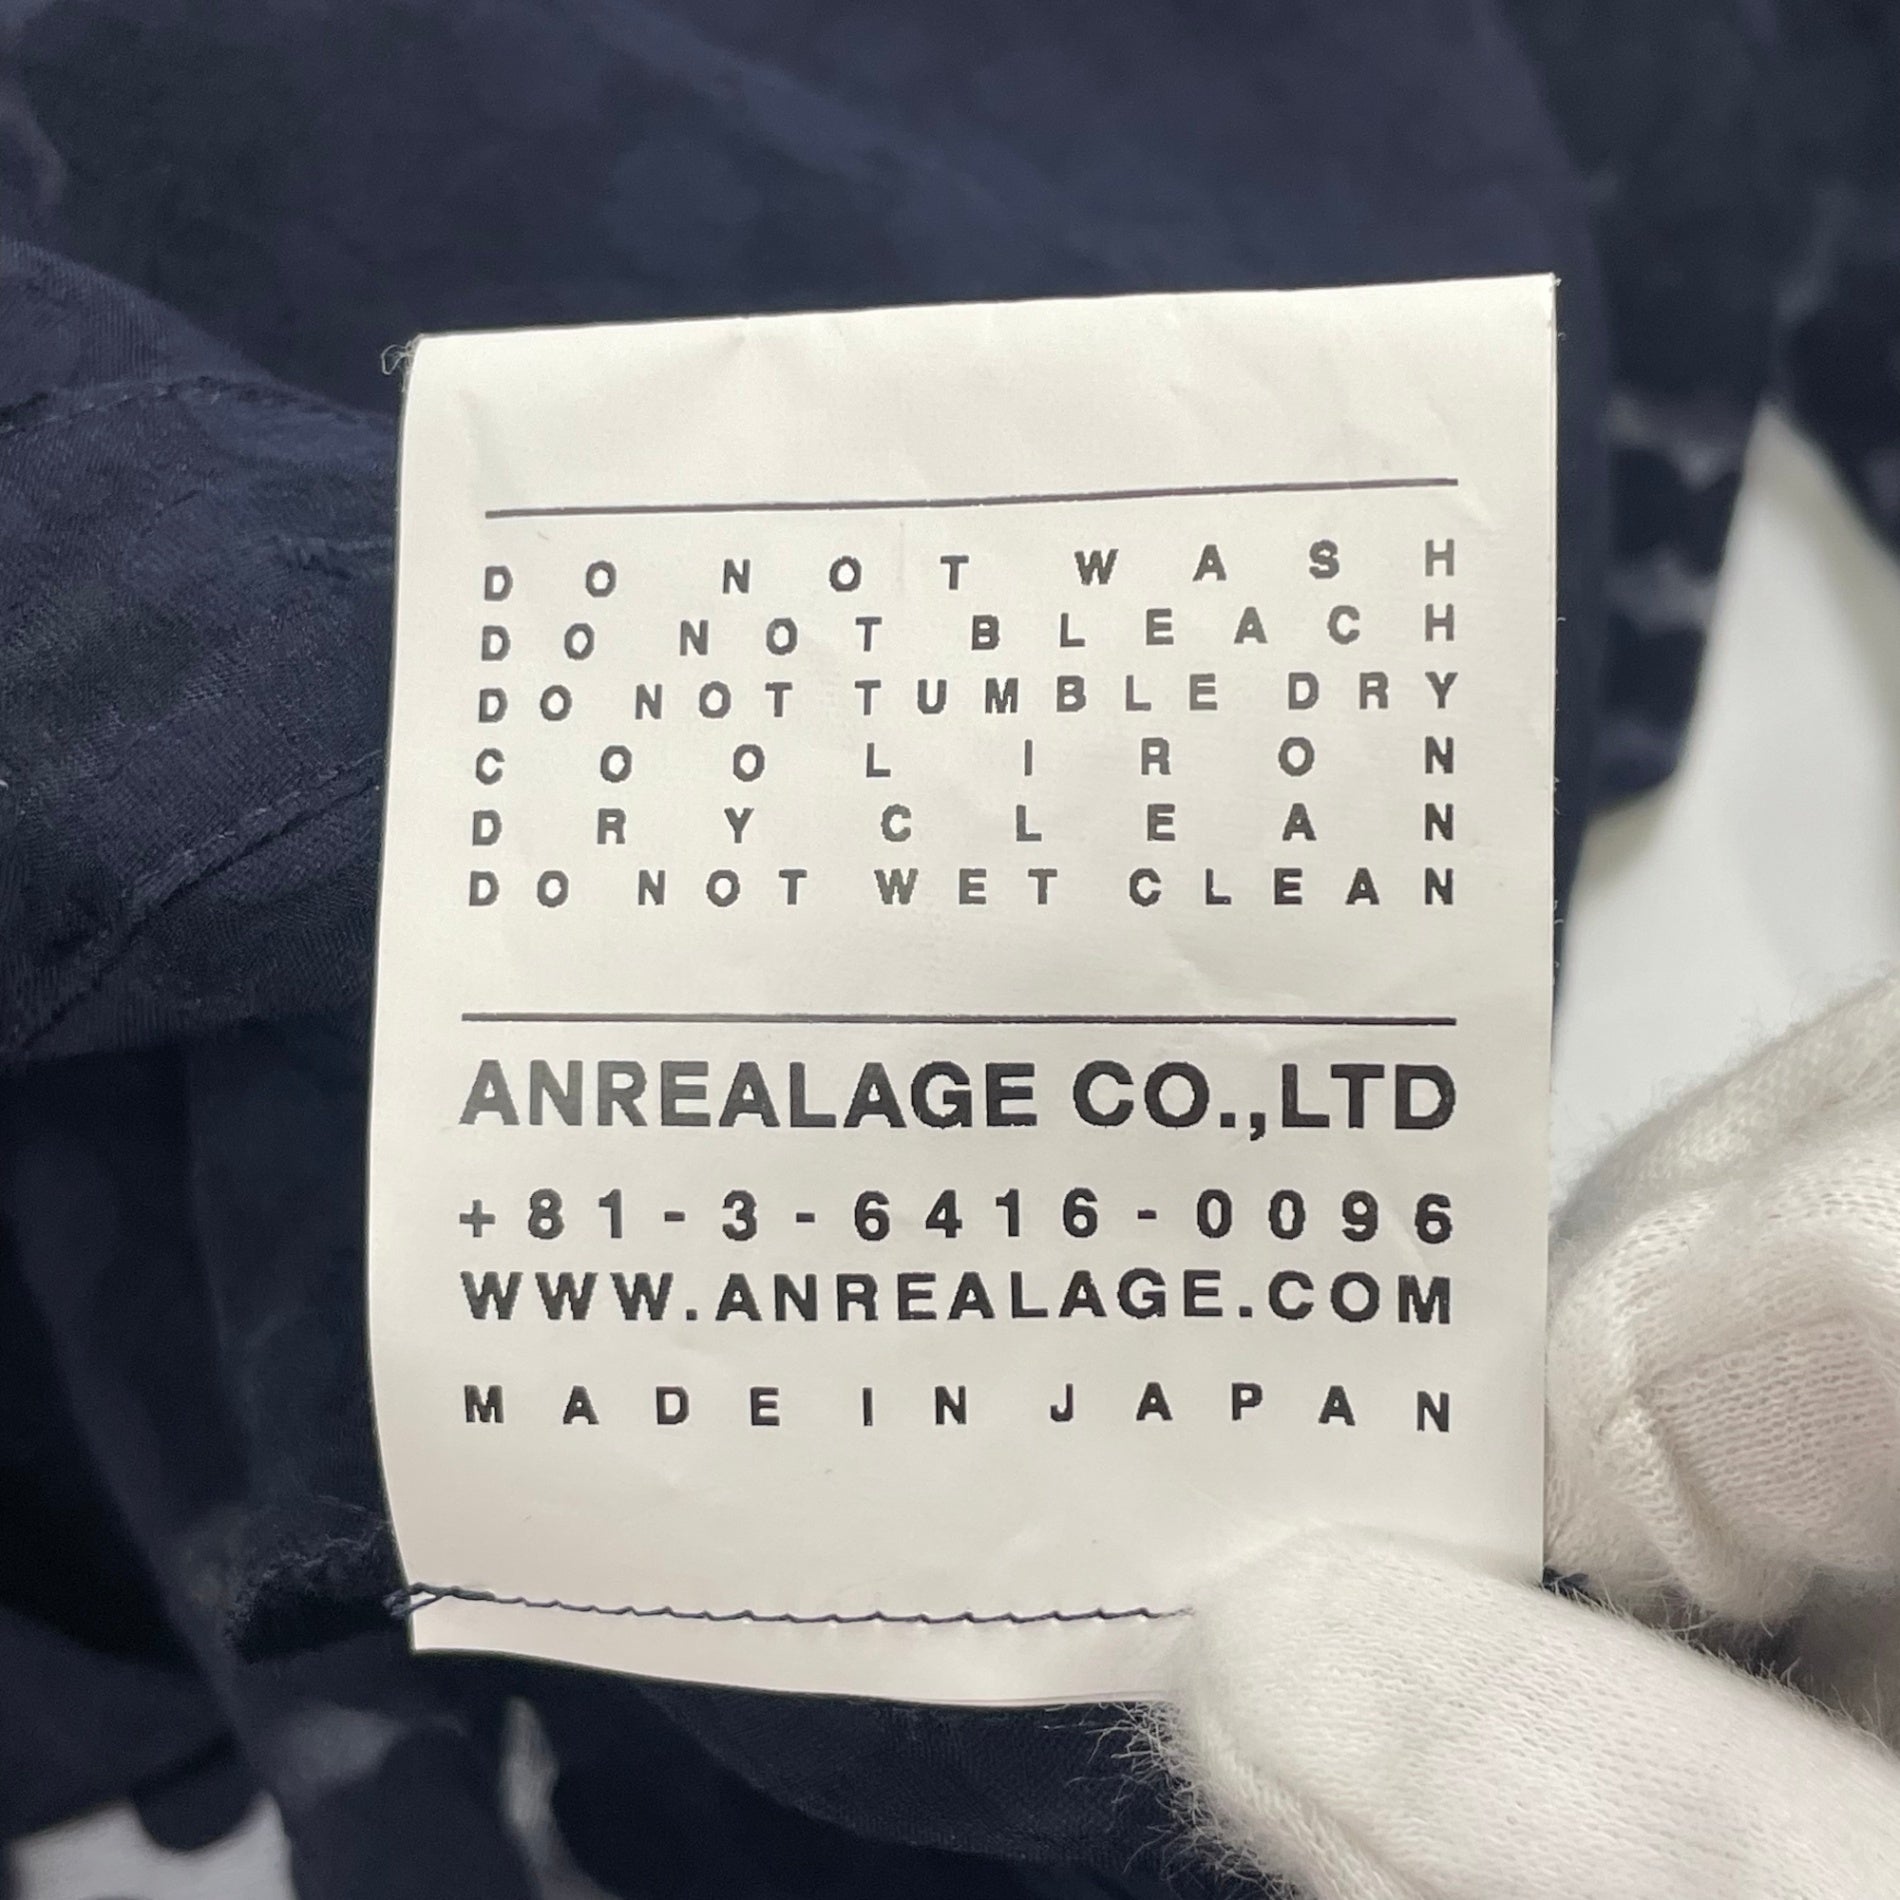 DO NOT WASH
DO NOT BLEACH
DO NOT TUMBLE DRY
COOL IRON
DRY CLEAN
DO NOT WET CLEAN
ANREALAGE CO.,LTD
+81-3-6416-0096
WWW.ANREALAGE.COM
MADE IN JAPAN